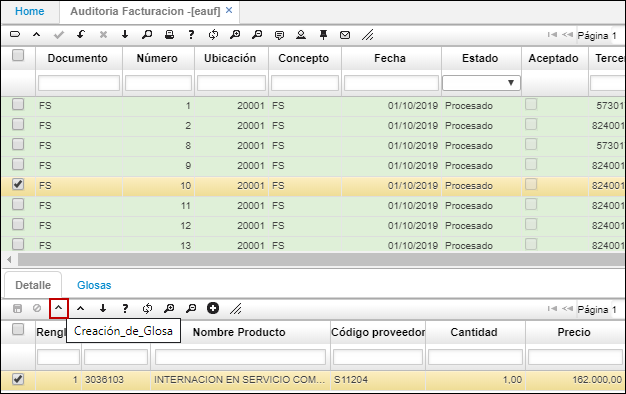 Home Auditoria Facturacion -[eauf] X
Página 1
Documento Número Ubicación Concepto Fecha Estado Aceptado Tercer
FS 1 20001 FS 01/10/2019 Procesado 57301
FS 2 20001 FS 01/10/2019 Procesado 824001
FS 8 20001 FS 01/10/2019 Procesado 57301
FS 9 20001 FS 01/10/2019 Procesado 824001
FS 10 20001 FS 01/10/2019 Procesado 824001
FS 11 20001 FS 01/10/2019 Procesado 824001
FS 12 20001 FS 01/10/2019 Procesado 824001
FS 13 20001 FS 01/10/2019 Procesado 824001
Detalle Glosas
Página 1
Creación_de_Glosa
Rengl Nombre Producto Código proveedor Cantidad Precio
1 3036103 INTERNACION EN SERVICIO COM... S11204 1,00 162.000,00